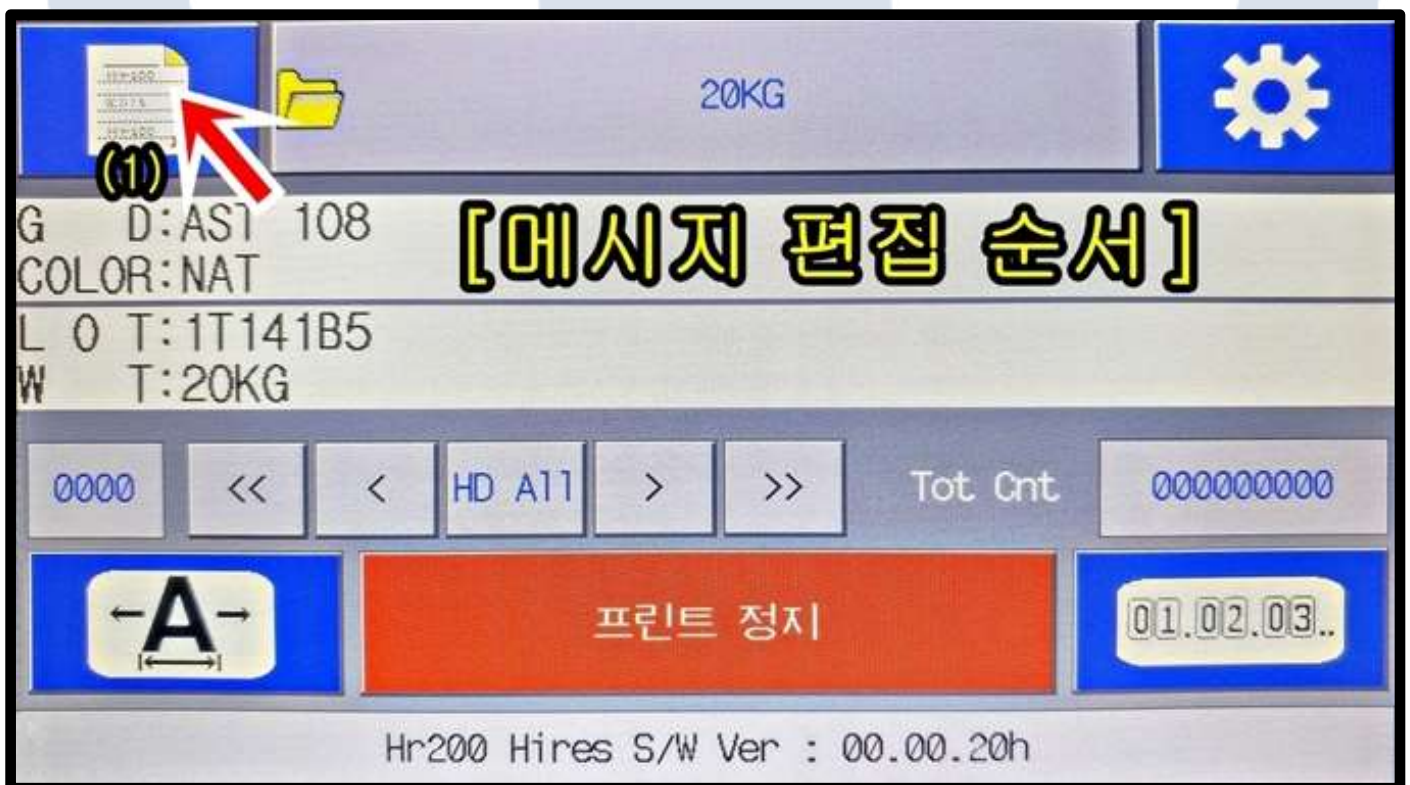 20KG
(1)
G D:AST 108
COLOR:NAT
[메시지 편집 순서]
L O T:1T141B5
W T:20KG
0000 << < HD All > >> Tot Cnt 000000000
←A→ 프린트 정지 01.02.03..
Hr200 Hires S/W Ver : 00.00.20h